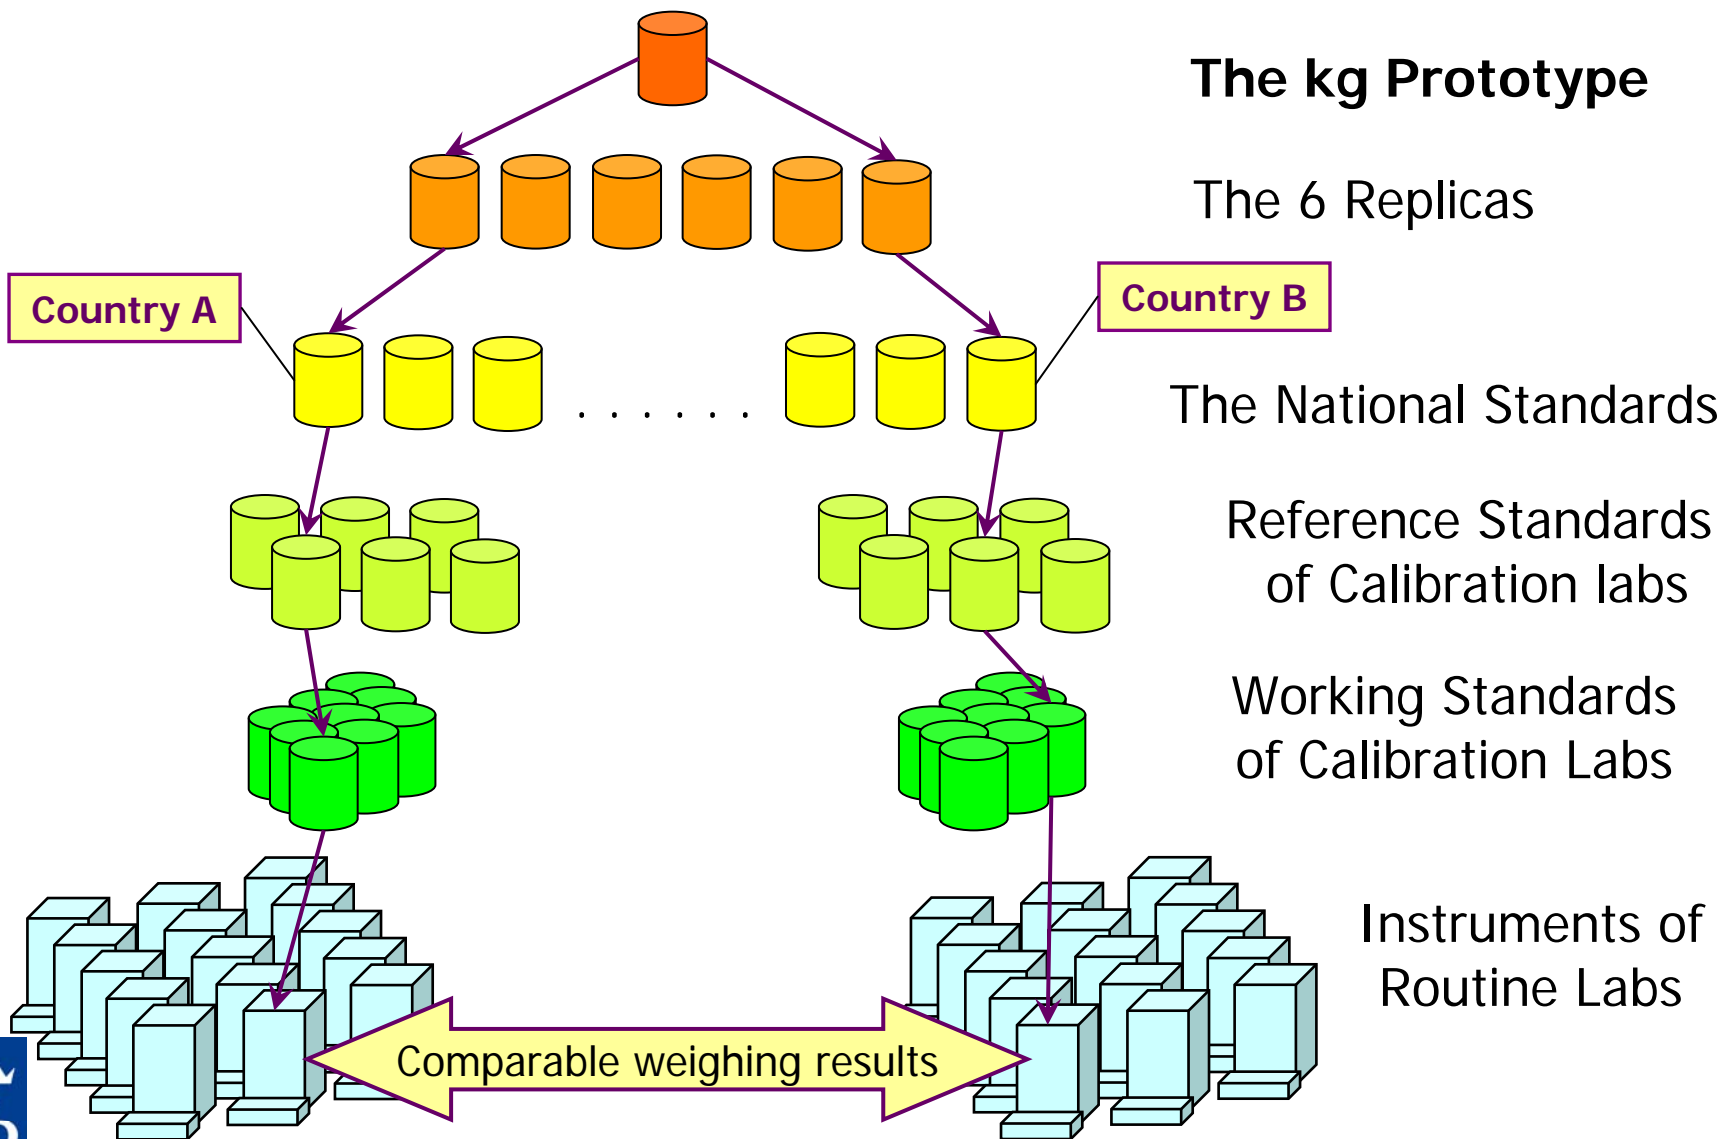 The kg Prototype
The 6 Replicas
Country A
Country B
The National Standards
. . . . . .
Reference Standards
of Calibration labs
Working Standards
of Calibration Labs
Instruments of
Routine Labs
Comparable weighing results